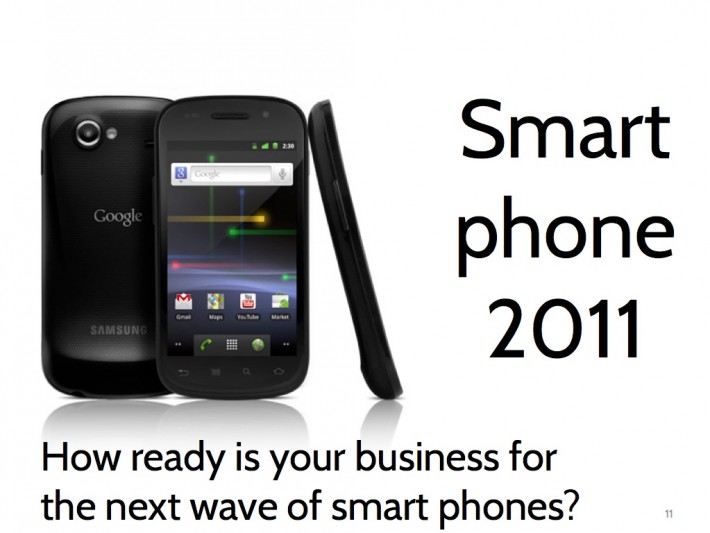 Smart
phone
2011
Google
SAMSUNG
2:30
Google
Gmail Maps YouTube Market
How ready is your business for
the next wave of smart phones?
11